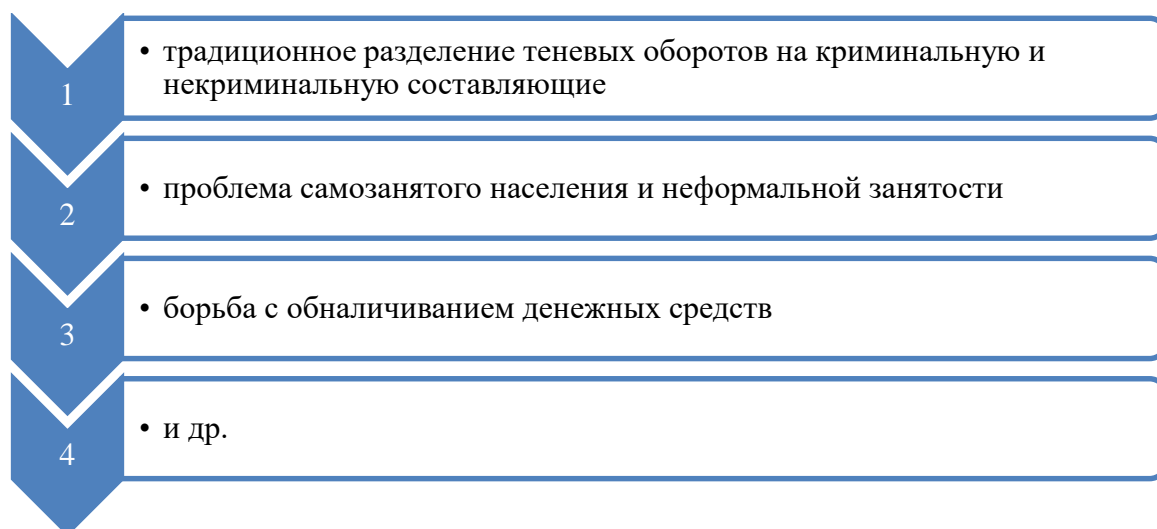 1
• традиционное разделение теневых оборотов на криминальную и
некриминальную составляющие
2
• проблема самозанятого населения и неформальной занятости
3
• борьба с обналичиванием денежных средств
4
• и др.